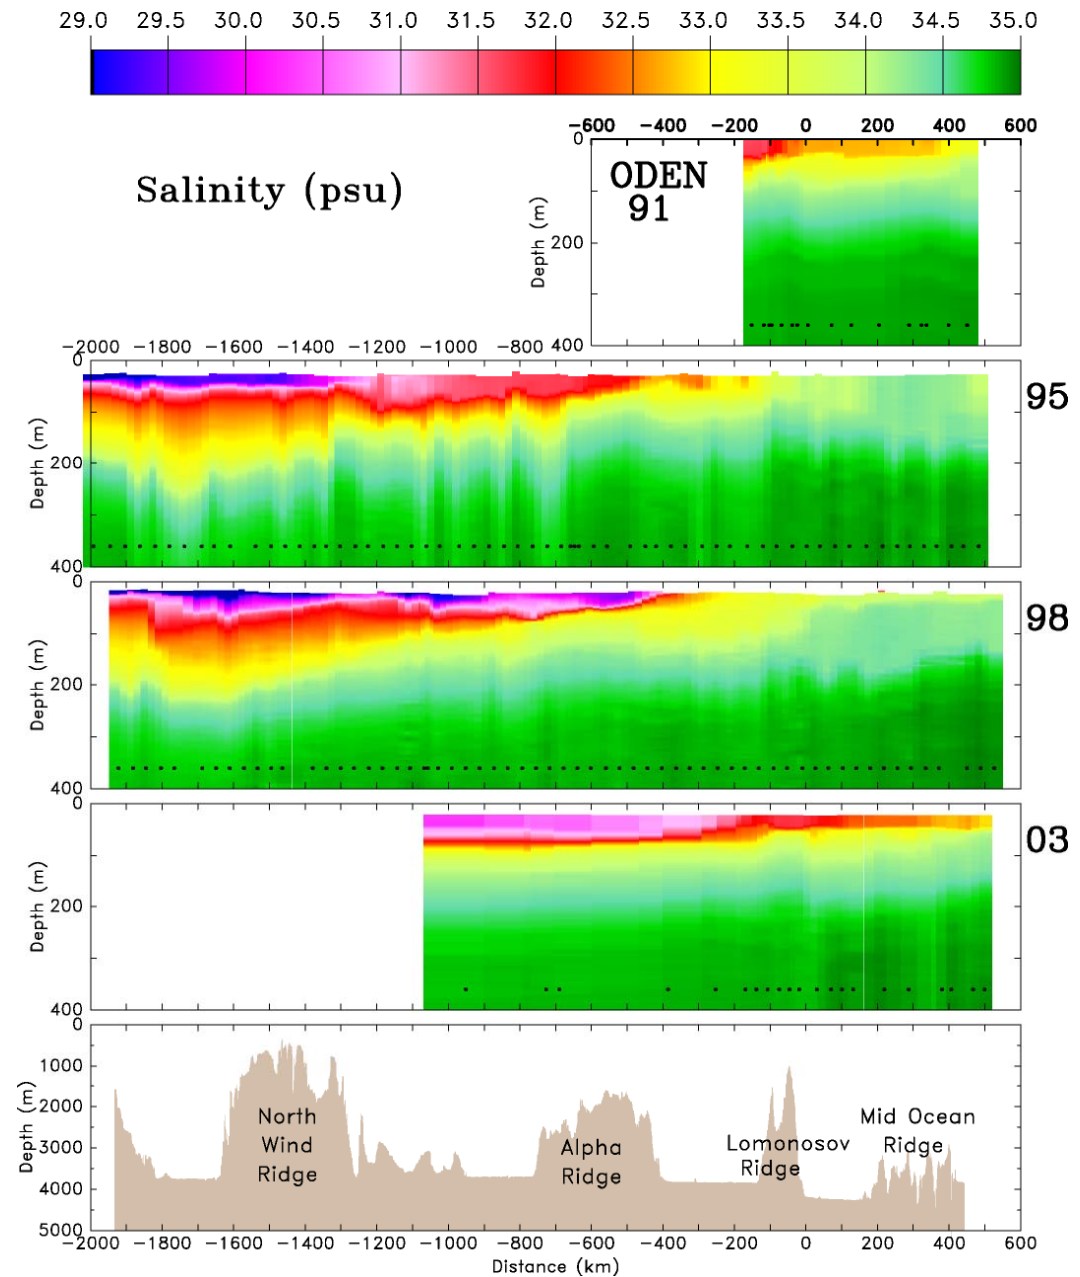 29.0 29.5 30.0 30.5 31.0 31.5 32.0 32.5 33.0 33.5 34.0 34.5 35.0
Salinity (psu)
-600 -400 -200 0 200 400 600
0
200
400
Depth (m)
ODEN
91
-2000 -1800 -1600 -1400 -1200 -1000 -800
0
200
400
Depth (m)
95
0
200
400
Depth (m)
98
0
200
400
Depth (m)
03
0
1000
2000
3000
4000
5000
Depth (m)
North
Wind
Ridge
Alpha
Ridge
Lomonosov
Ridge
Mid Ocean
Ridge
-2000 -1800 -1600 -1400 -1200 -1000 -800 -600 -400 -200 0 200 400 600
Distance (km)